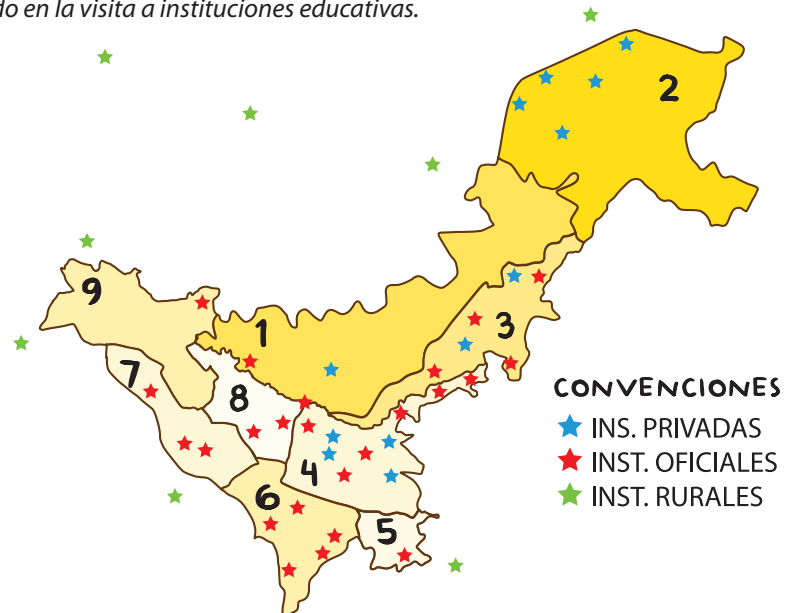 do en la visita a instituciones educativas.
2
9
1
3
7
8
4
6
5
CONVENCIONES
INS. PRIVADAS
INST. OFICIALES
INST. RURALES